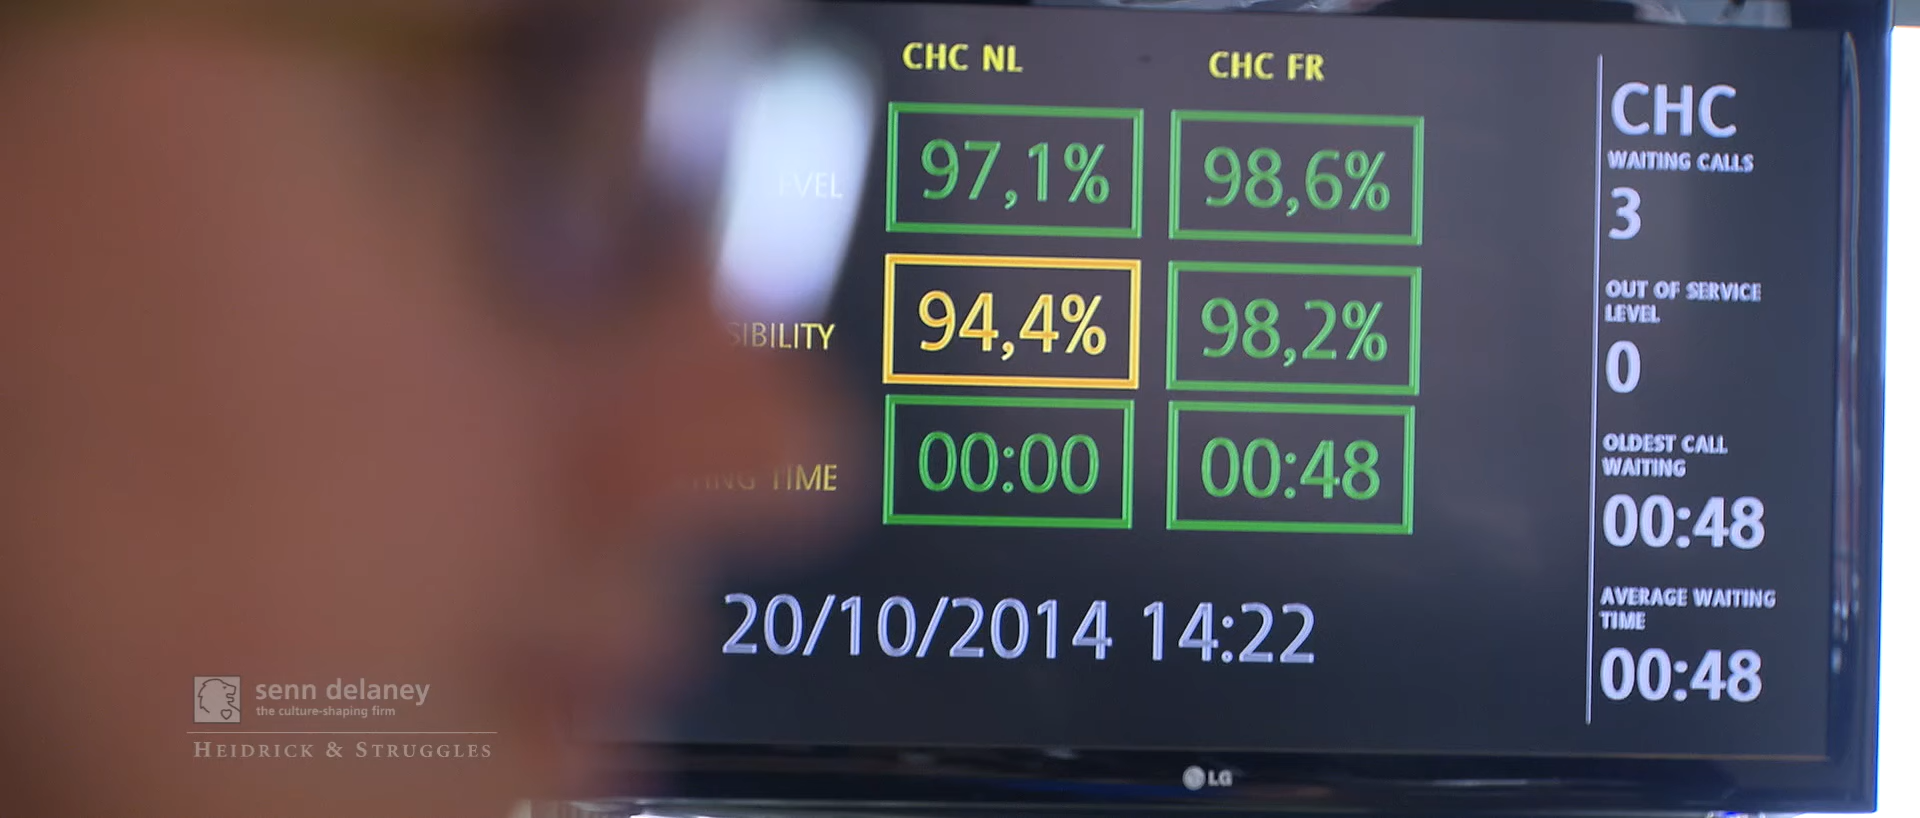 CHC NL CHC FR
97,1% 98,6%
94,4% 98,2%
TIME 00:00 00:48
20/10/2014 14:22
CHC
WAITING CALLS
3
OUT OF SERVICE
LEVEL
0
OLDEST CALL
WAITING
00:48
AVERAGE WAITING
TIME
00:48
LG
senn delaney
the culture-shaping firm
HEIDRICK & STRUGGLES